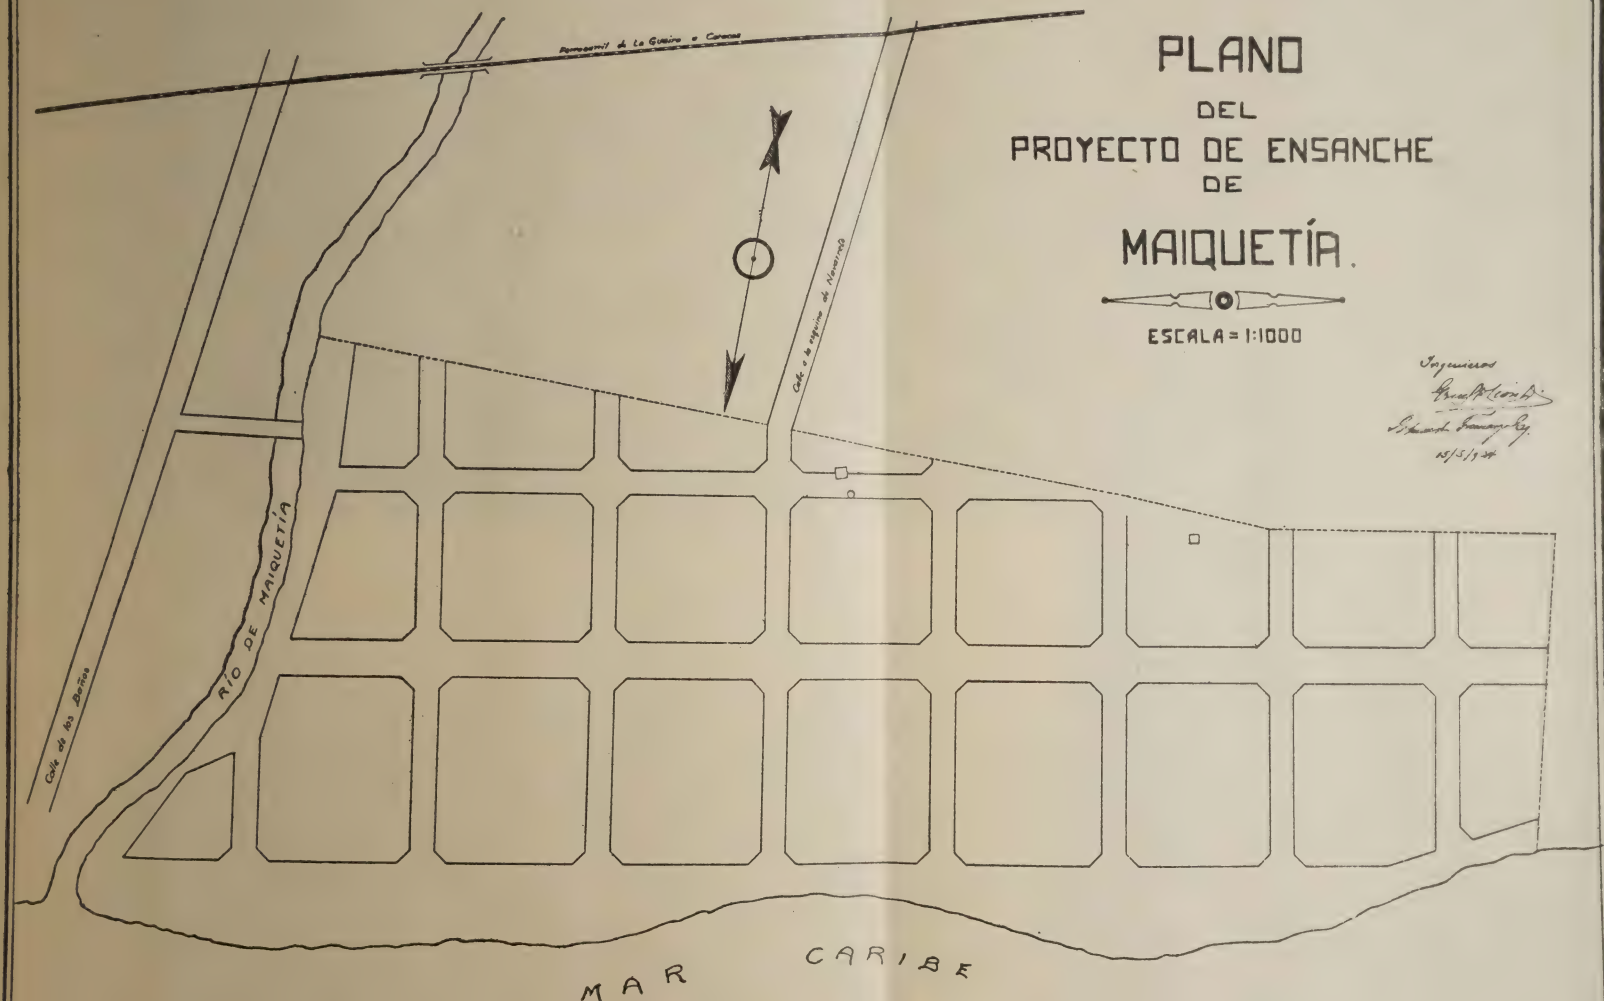 PLANO
DEL
PROYECTO DE ENSANCHE
DE
MAIQUETÍA.
ESCALA = 1:1000
Ingenieros
Ferrocarril de La Guaira a Caracas
Calle a la esquina de Navarrete
RÍO DE MAIQUETÍA
Calle de los Baños
MAR CARIBE